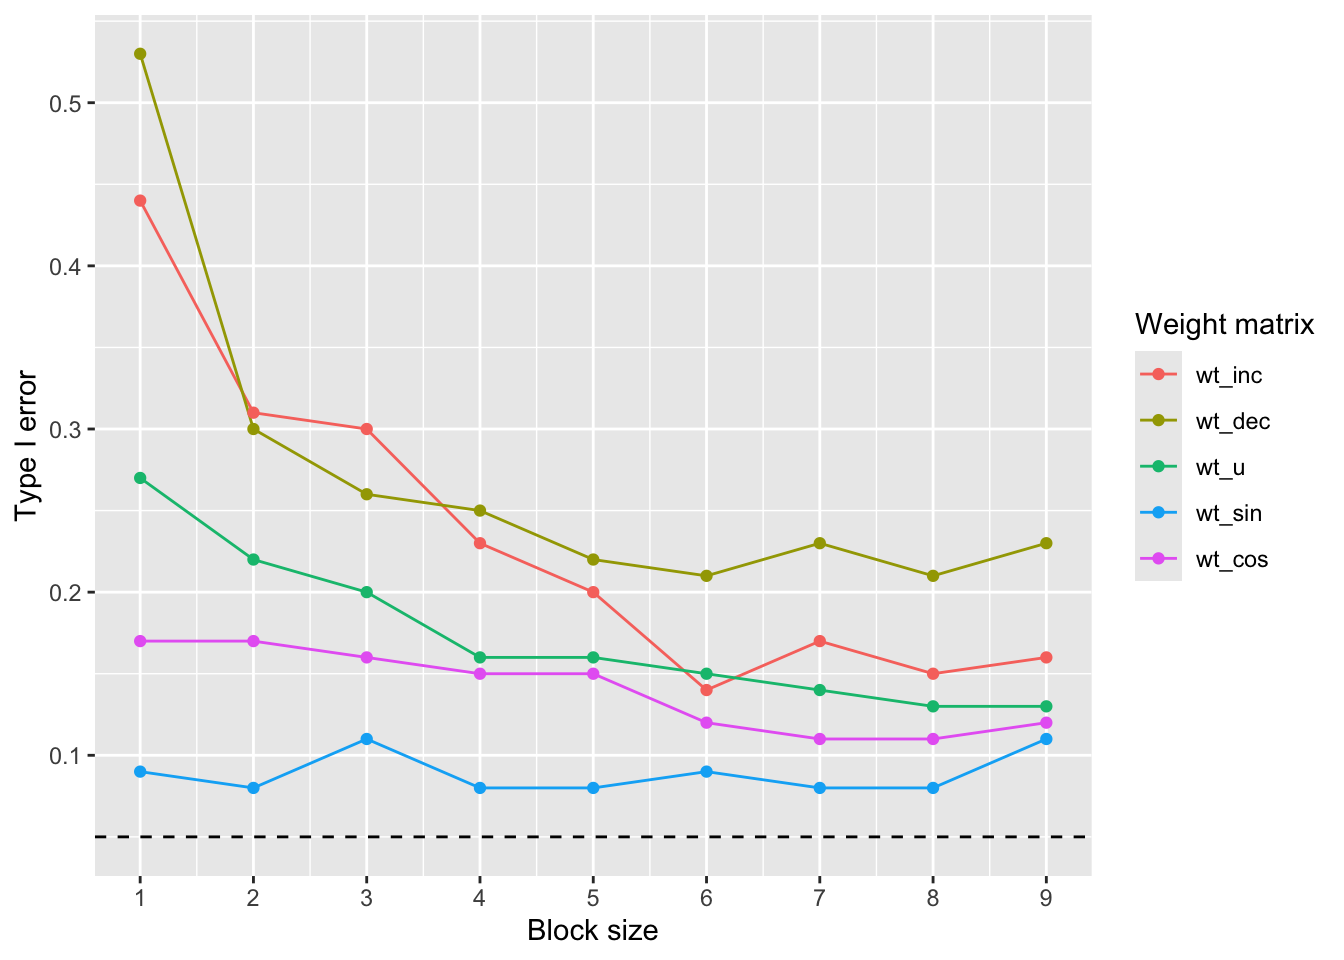 0.5
0.4
0.3
0.2
0.1
Type I error
1 2 3 4 5 6 7 8 9
Block size
Weight matrix
wt_inc
wt_dec
wt_u
wt_sin
wt_cos